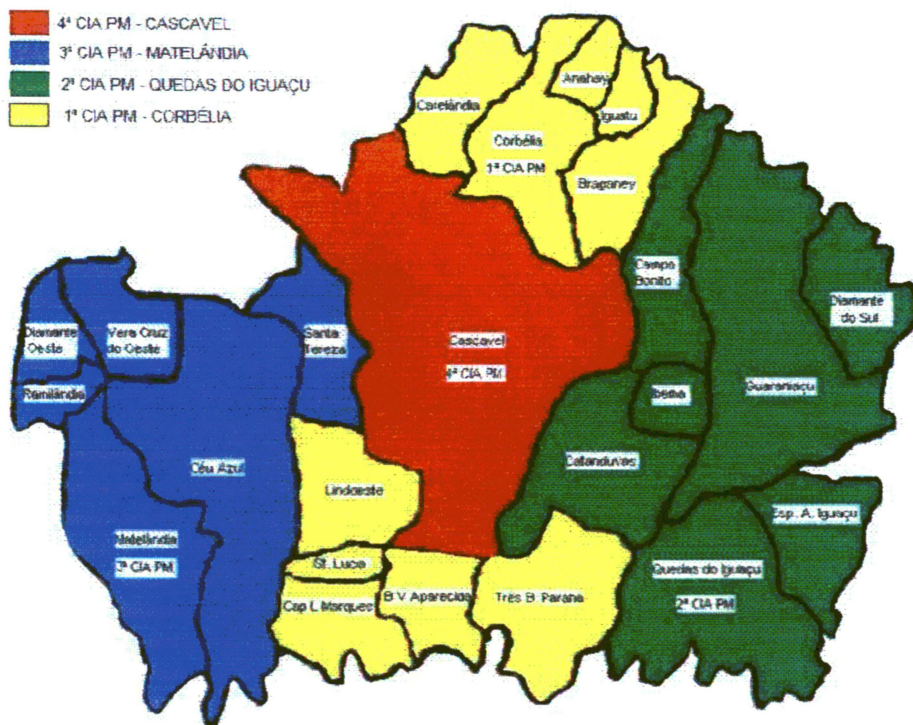 4ª CIA PM - CASCAVEL
3ª CIA PM - MATELÂNDIA
2ª CIA PM - QUEDAS DO IGUAÇU
1ª CIA PM - CORBÉLIA
Anahay
Cafelândia
Iguatu
Corbélia
1ª CIA PM
Braganey
Campo
Bonito
Diamante
do Sul
Diamante
Oeste
Vera Cruz
do Oeste
Santa
Tereza
Cascavel
4ª CIA PM
Ramilândia
Ibema
Guaraniaçu
Céu Azul
Catanduvas
Lindoeste
Esp. A. Iguaçu
Matelândia
3ª CIA PM
St. Lucia
Quedas do Iguaçu
2ª CIA PM
Cap L Marques
B.V. Aparecida
Três B. Paraná